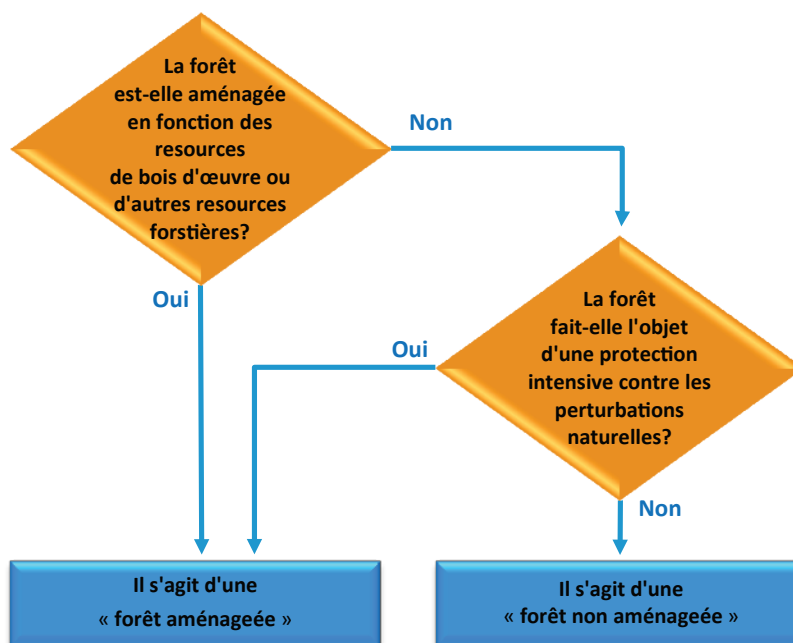 La forêt
est-elle aménagée
en fonction des
resources
de bois d'œuvre ou
d'autres resources
forstières?
Non
Oui
La forêt
fait-elle l'objet
d'une protection
intensive contre les
perturbations
naturelles?
Oui
Non
Il s'agit d'une
« forêt aménageée »
Il s'agit d'une
« forêt non aménageée »